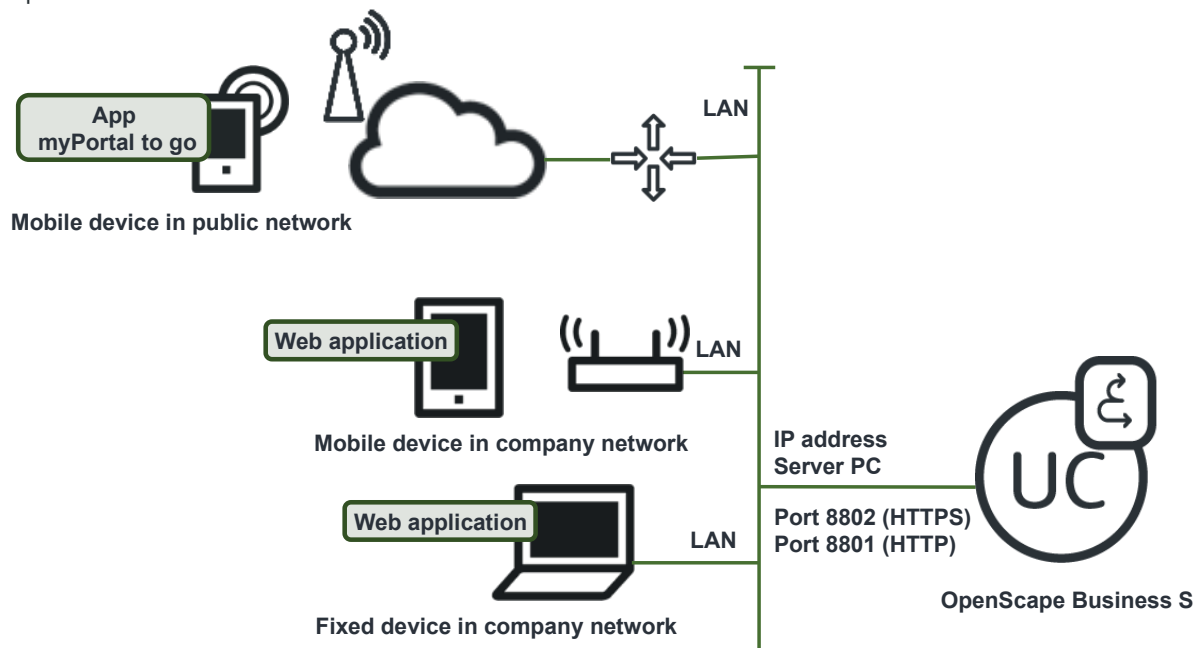 LAN
App
myPortal to go
Mobile device in public network
Web application
LAN
Mobile device in company network
IP address
Server PC
UC
Web application
Port 8802 (HTTPS)
Port 8801 (HTTP)
LAN
OpenScape Business S
Fixed device in company network